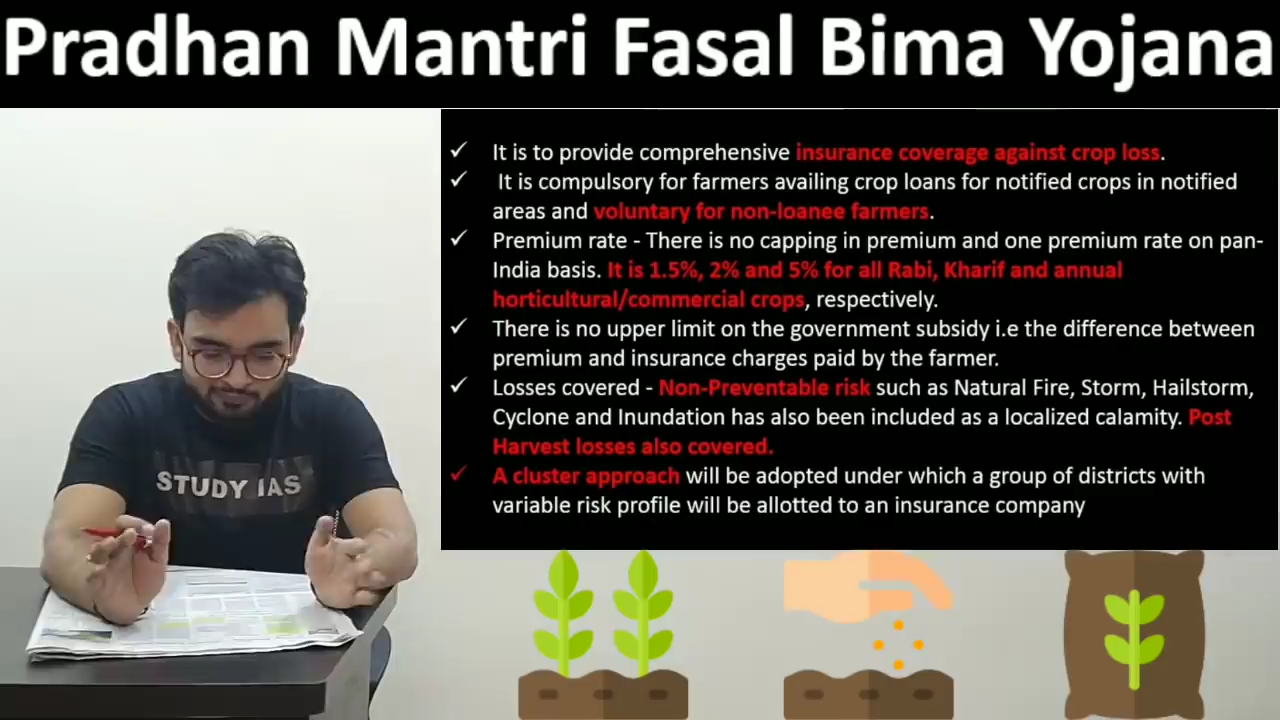 Pradhan Mantri Fasal Bima Yojana
It is to provide comprehensive insurance coverage against crop loss.
It is compulsory for farmers availing crop loans for notified crops in notified
areas and voluntary for non-loanee farmers.
Premium rate - There is no capping in premium and one premium rate on pan-
India basis. It is 1.5%, 2% and 5% for all Rabi, Kharif and annual
horticultural/commercial crops, respectively.
There is no upper limit on the government subsidy i.e the difference between
premium and insurance charges paid by the farmer.
Losses covered - Non-Preventable risk such as Natural Fire, Storm, Hailstorm,
Cyclone and Inundation has also been included as a localized calamity. Post
Harvest losses also covered.
A cluster approach will be adopted under which a group of districts with
variable risk profile will be allotted to an insurance company
STUDY IAS